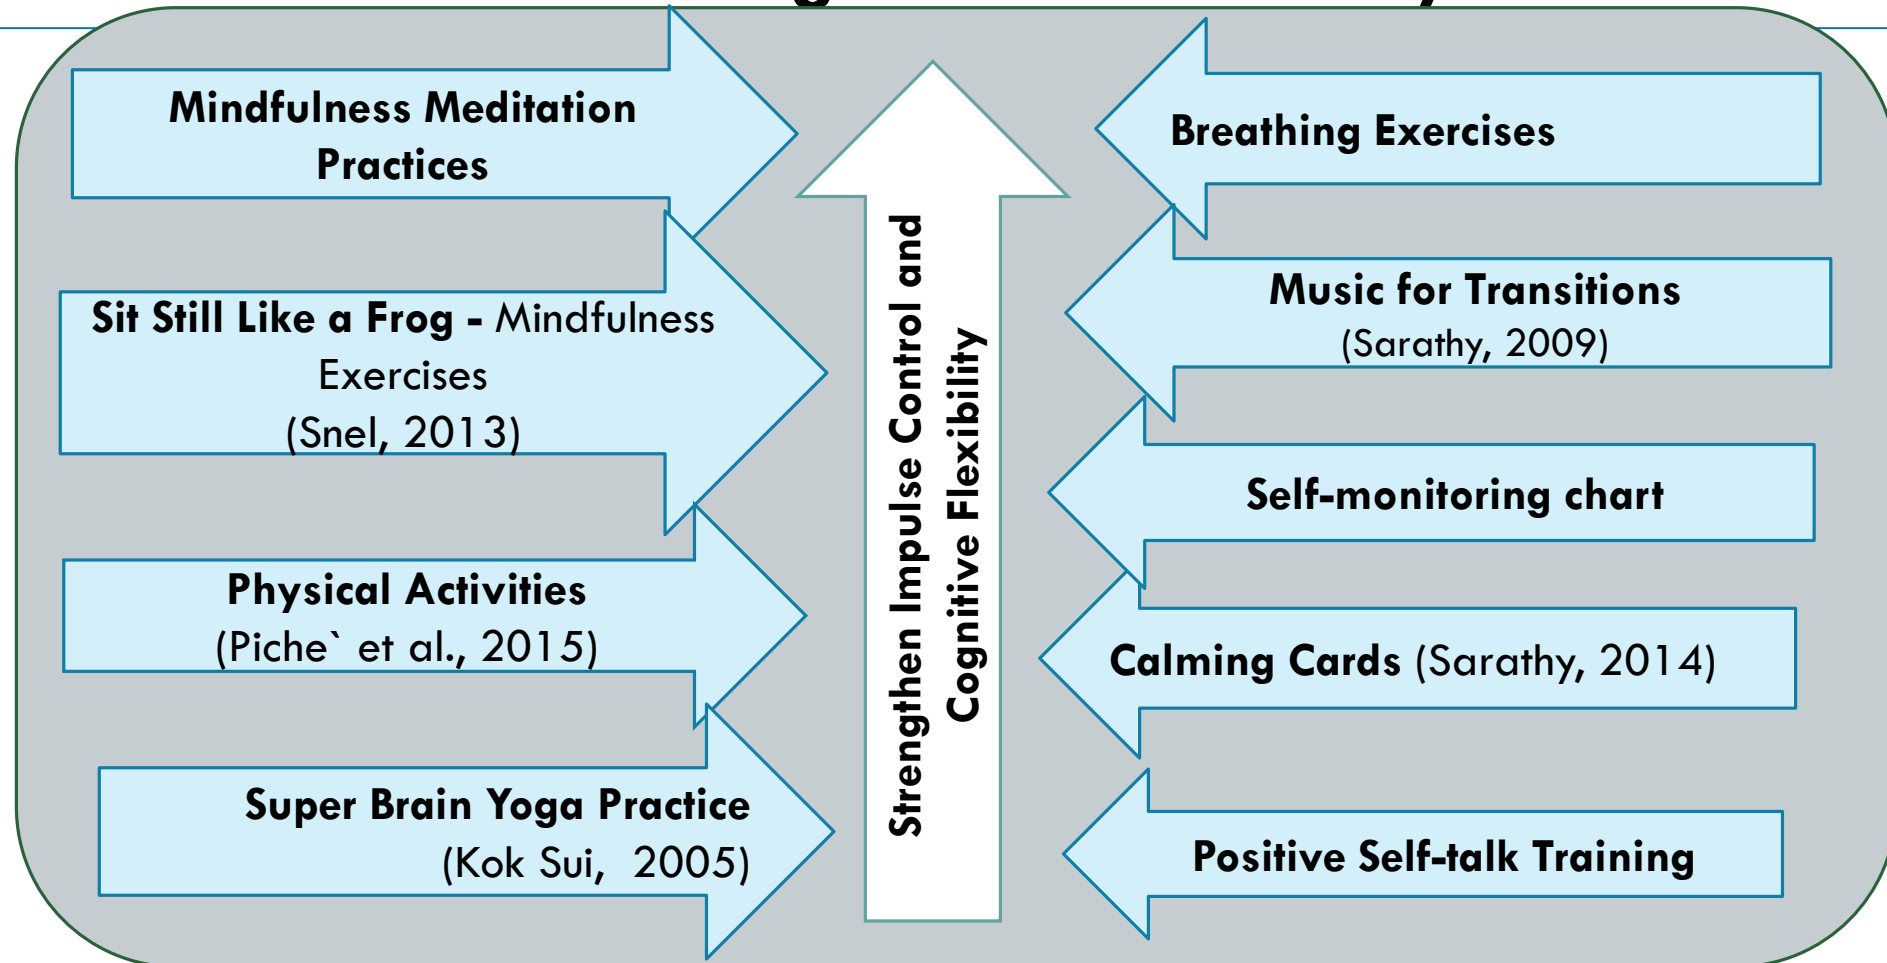 Mindfulness Meditation
Practices
Sit Still Like a Frog - Mindfulness
Exercises
(Snel, 2013)
Physical Activities
(Piche` et al., 2015)
Super Brain Yoga Practice
(Kok Sui,  2005)
Strengthen Impulse Control and
Cognitive Flexibility
Breathing Exercises
Music for Transitions
(Sarathy, 2009)
Self-monitoring chart
Calming Cards (Sarathy, 2014)
Positive Self-talk Training